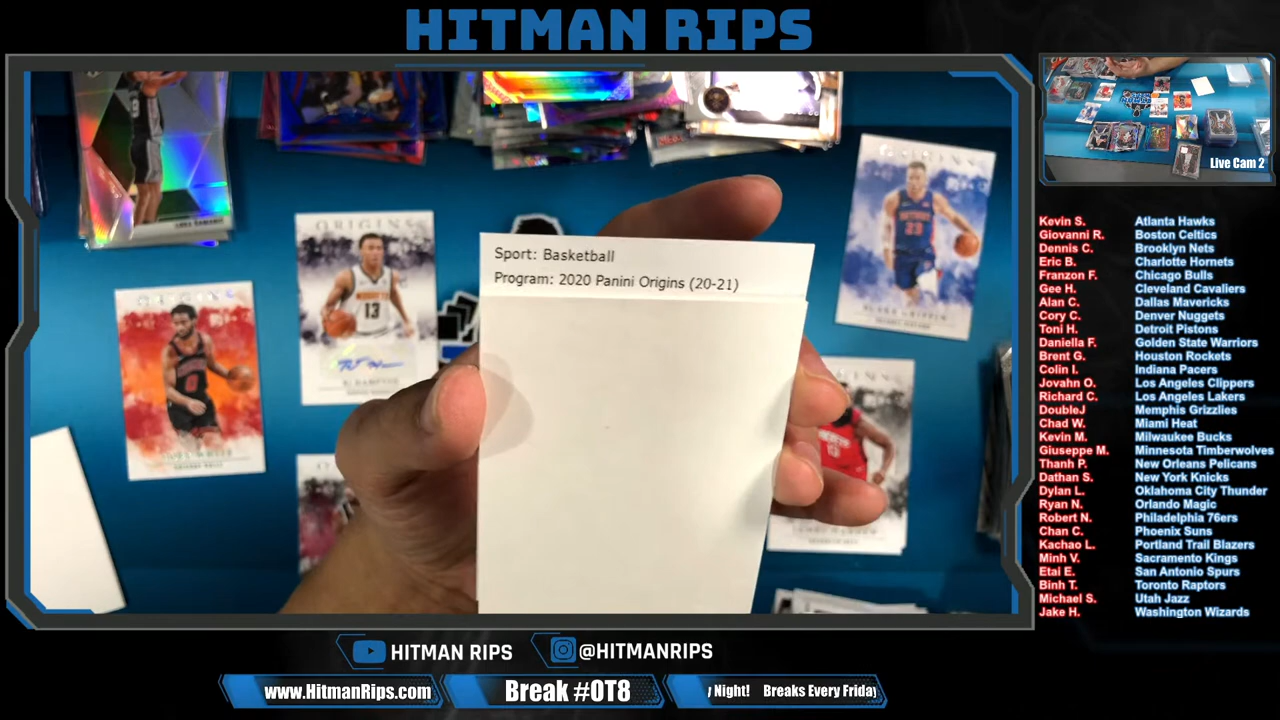 HITMAN RIPS
Sport: Basketball
Program: 2020 Panini Origins (20-21)
ORIGINS
13
23
DETROIT
0
Live Cam 2
Kevin S. Atlanta Hawks
Giovanni R. Boston Celtics
Dennis C. Brooklyn Nets
Eric B. Charlotte Hornets
Franzon F. Chicago Bulls
Gee H. Cleveland Cavaliers
Alan C. Dallas Mavericks
Cory C. Denver Nuggets
Toni H. Detroit Pistons
Daniella F. Golden State Warriors
Brent G. Houston Rockets
Colin I. Indiana Pacers
Jovahn O. Los Angeles Clippers
Richard C. Los Angeles Lakers
DoubleJ Memphis Grizzlies
Chad W. Miami Heat
Kevin M. Milwaukee Bucks
Giuseppe M. Minnesota Timberwolves
Thanh P. New Orleans Pelicans
Dathan S. New York Knicks
Dylan L. Oklahoma City Thunder
Ryan N. Orlando Magic
Robert N. Philadelphia 76ers
Chan C. Phoenix Suns
Kachao L. Portland Trail Blazers
Minh V. Sacramento Kings
Etai E. San Antonio Spurs
Binh T. Toronto Raptors
Michael S. Utah Jazz
Jake H. Washington Wizards
HITMAN RIPS
@HITMANRIPS
www.HitmanRips.com
Break #OT8
Night! Breaks Every Friday